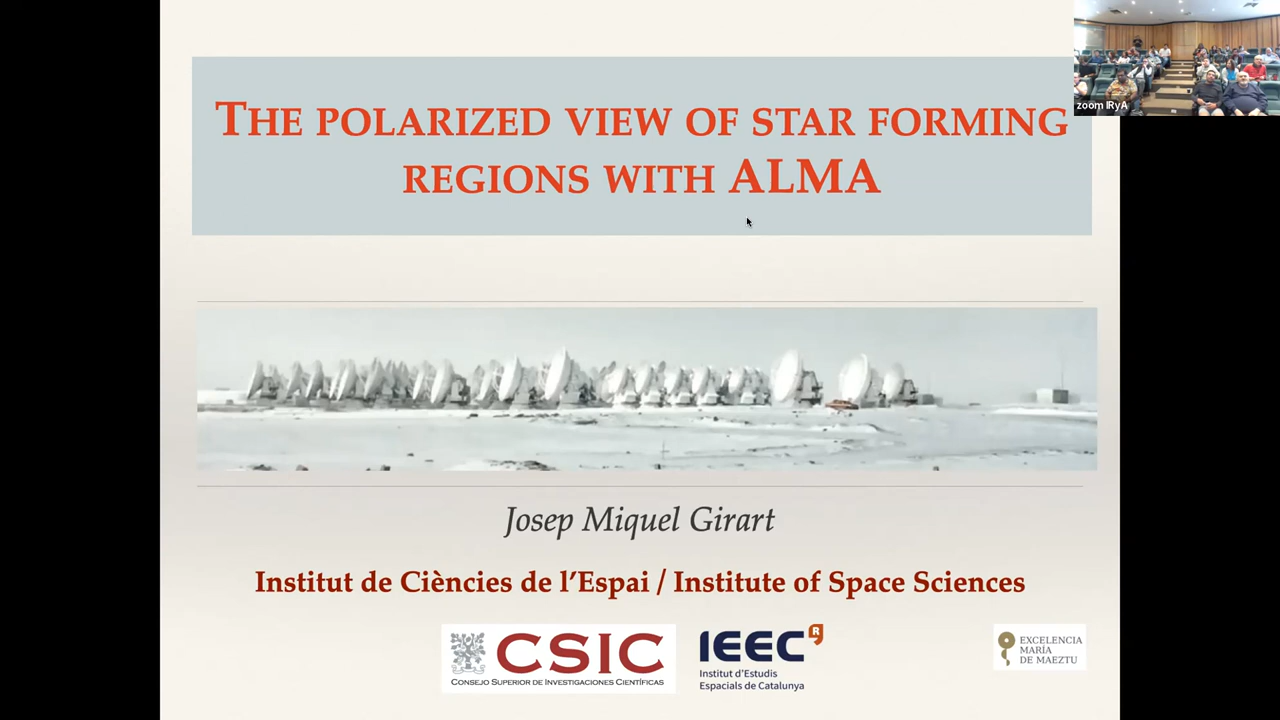 THE POLARIZED VIEW OF STAR FORMING
REGIONS WITH ALMA
zoom IRyA
Josep Miquel Girart
Institut de Ciències de l'Espai / Institute of Space Sciences
CSIC
CONSEJO SUPERIOR DE INVESTIGACIONES CIENTÍFICAS
IEEC R
Institut d'Estudis
Espacials de Catalunya
EXCELENCIA
MARÍA
DE MAEZTU